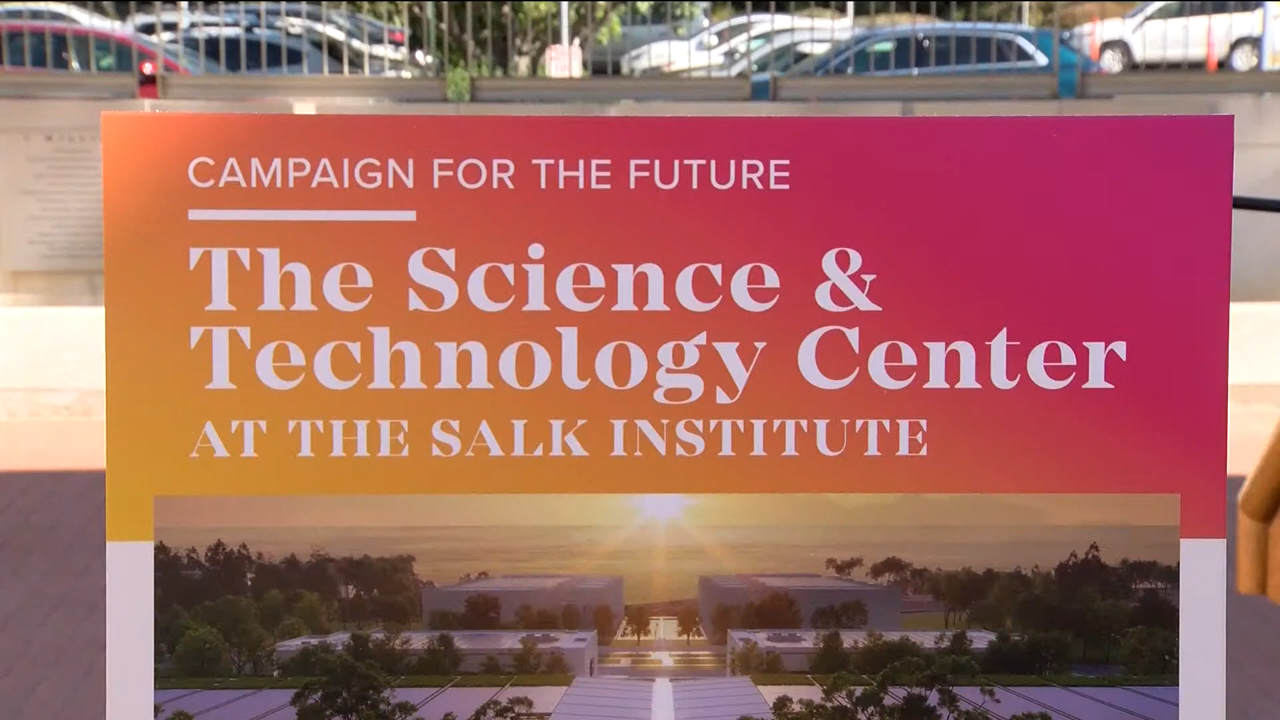 CAMPAIGN FOR THE FUTURE
The Science &
Technology Center
AT THE SALK INSTITUTE